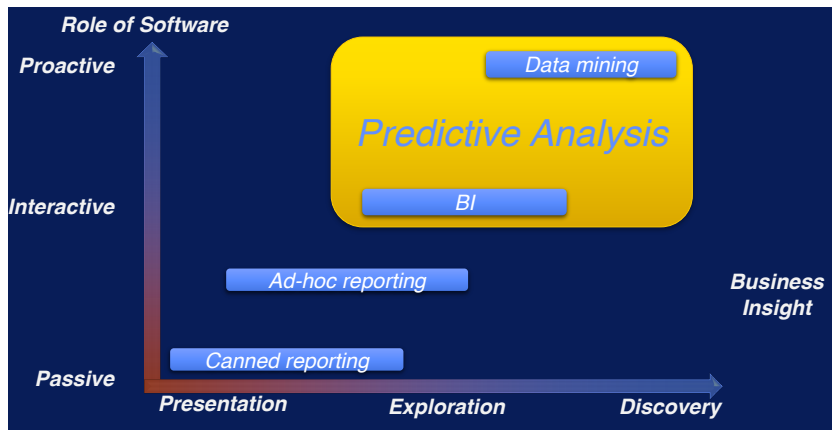 Role of Software
Proactive
Data mining
Predictive Analysis
Interactive
BI
Ad-hoc reporting
Business
Insight
Canned reporting
Passive
Presentation
Exploration
Discovery